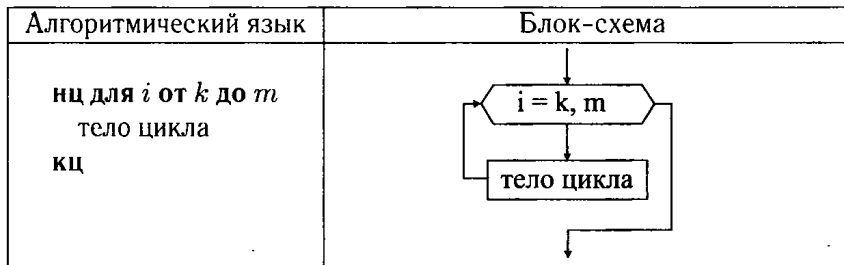 Алгоритмический язык
Блок-схема
нц для i от k до m
тело цикла
кц
i = k, m
тело цикла